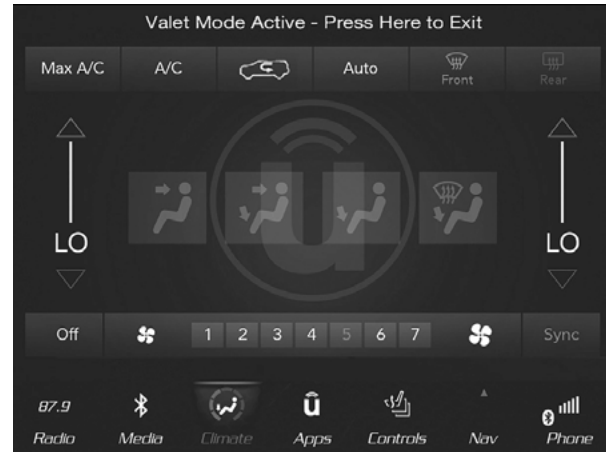 Valet Mode Active - Press Here to Exit
Max A/C A/C Auto Front Rear
LO LO
Off 1 2 3 4 5 6 7 Sync
87.9 û
Radio Media Climate Apps Controls Nav Phone